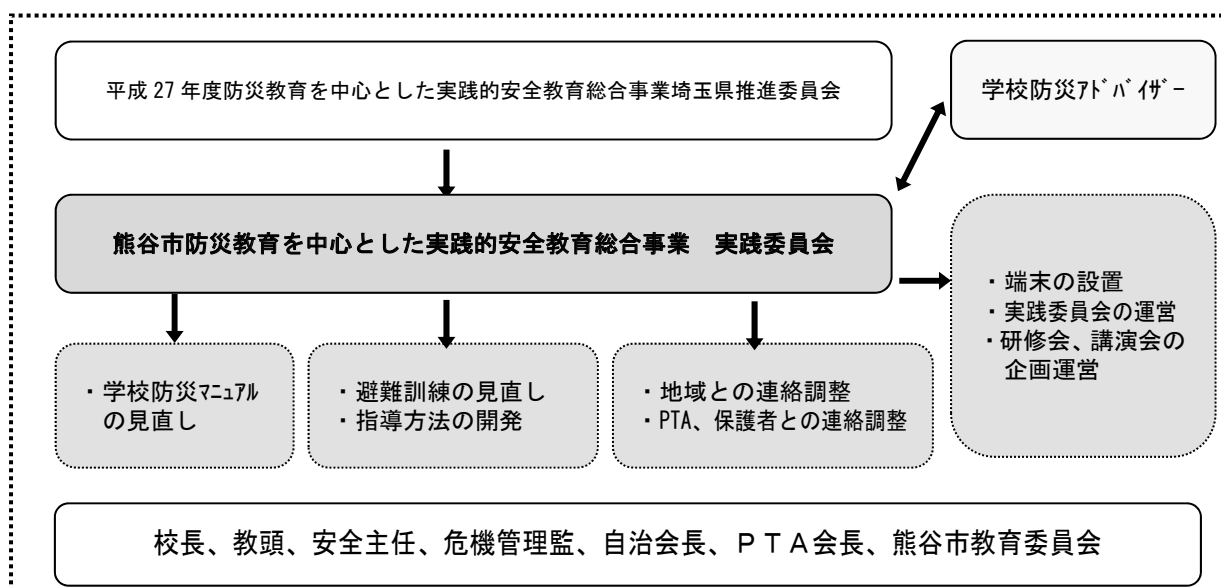 平成 27 年度防災教育を中心とした実践的安全教育総合事業埼玉県推進委員会
学校防災ｱﾄﾞﾊﾞｲｻﾞｰ
熊谷市防災教育を中心とした実践的安全教育総合事業　実践委員会
・端末の設置
・実践委員会の運営
・研修会、講演会の
企画運営
・学校防災ﾏﾆｭｱﾙ
の見直し
・避難訓練の見直し
・指導方法の開発
・地域との連絡調整
・PTA、保護者との連絡調整
校長、教頭、安全主任、危機管理監、自治会長、ＰＴＡ会長、熊谷市教育委員会